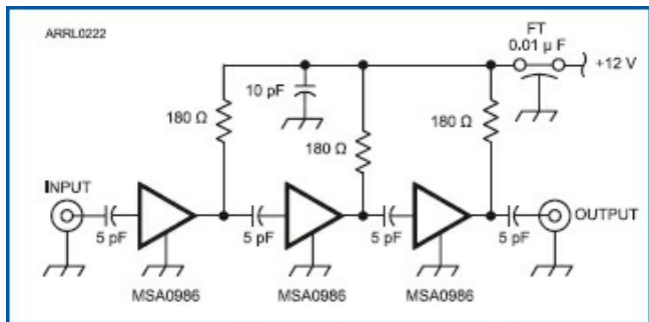 ARRL0222
FT
0.01 µ F
+12 V
10 pF
180 Ω
180 Ω
180 Ω
INPUT
OUTPUT
5 pF
5 pF
5 pF
5 pF
MSA0986
MSA0986
MSA0986